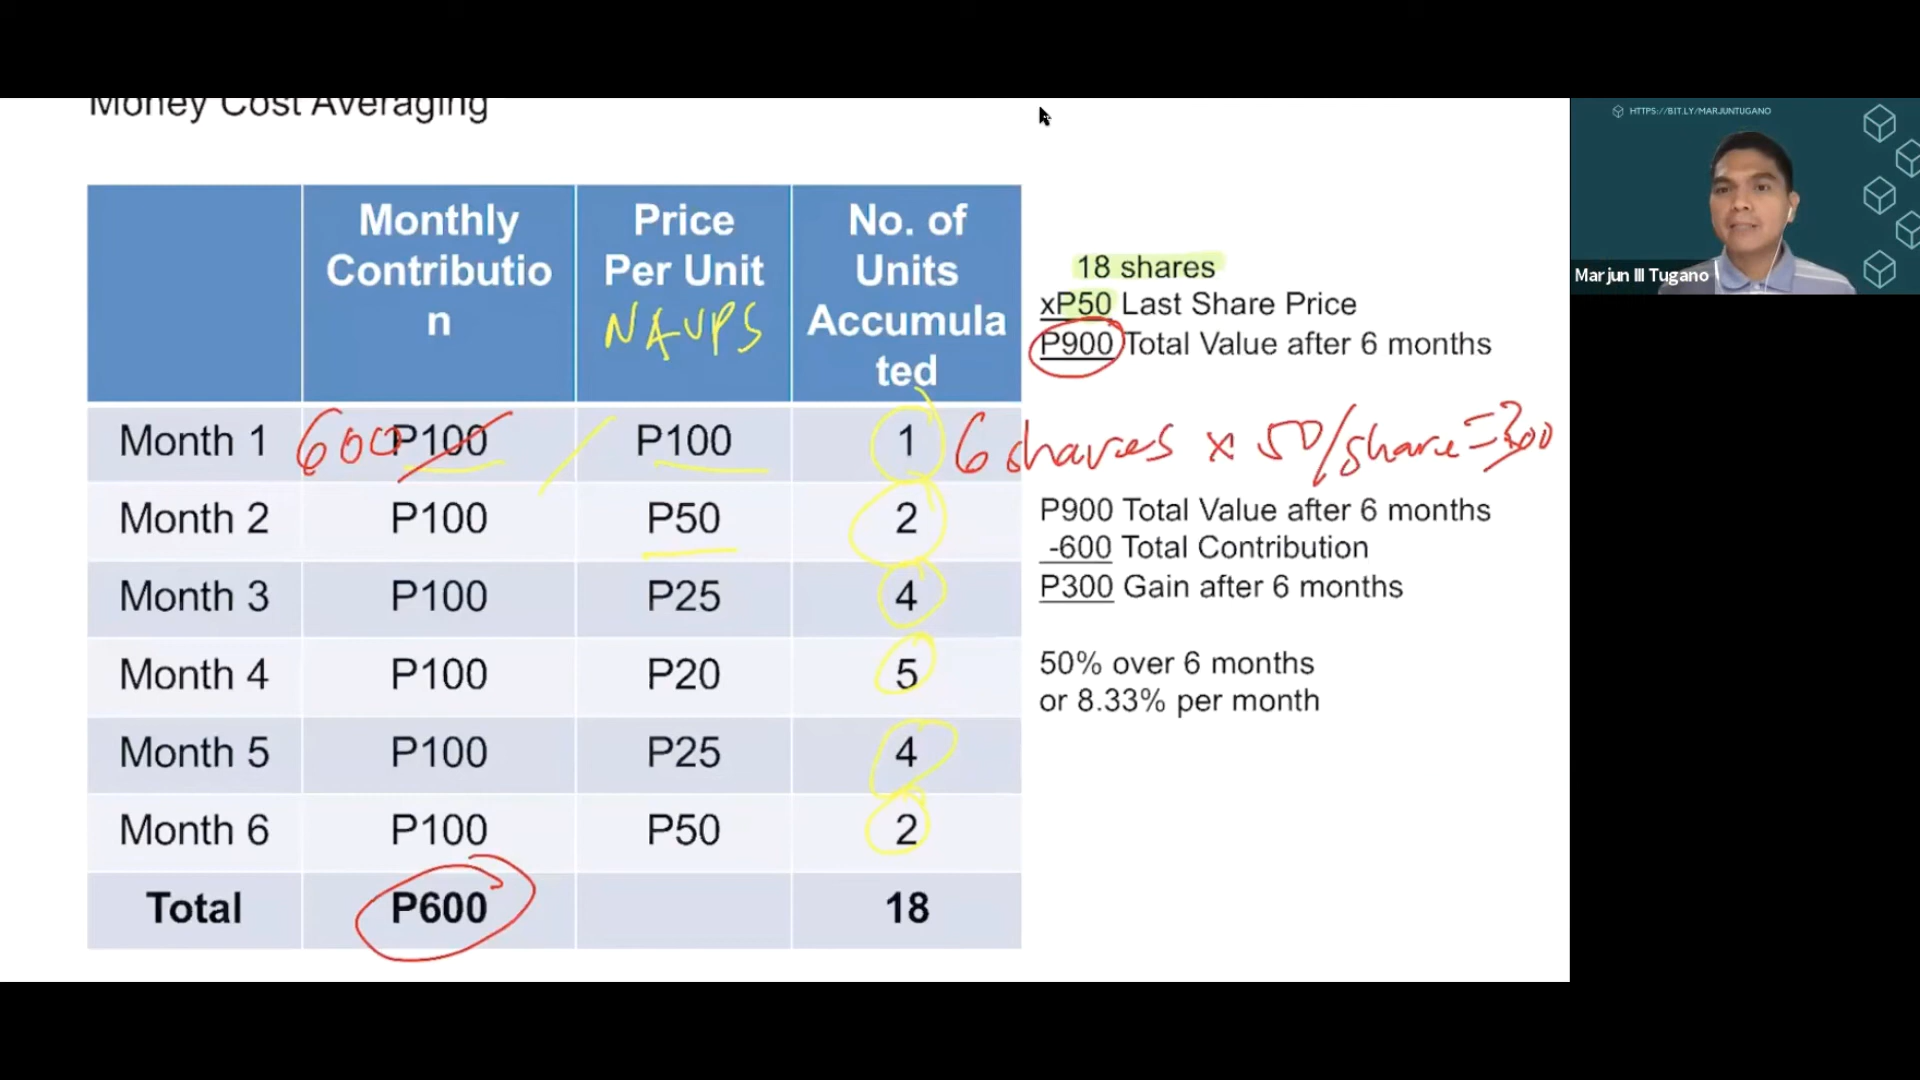 Money Cost Averaging
HTTPS://BIT.LY/MARJUNTUGANO
Marjun III Tugano
Monthly
Contributio
n
Price
Per Unit
NAVPS
No. of
Units
Accumula
ted
Month 1 600 P100 / P100 1
Month 2 P100 P50 2
Month 3 P100 P25 4
Month 4 P100 P20 5
Month 5 P100 P25 4
Month 6 P100 P50 2
Total P600 18
18 shares
xP50 Last Share Price
P900 Total Value after 6 months
6 shares x 50/share = 300
P900 Total Value after 6 months
-600 Total Contribution
P300 Gain after 6 months
50% over 6 months
or 8.33% per month